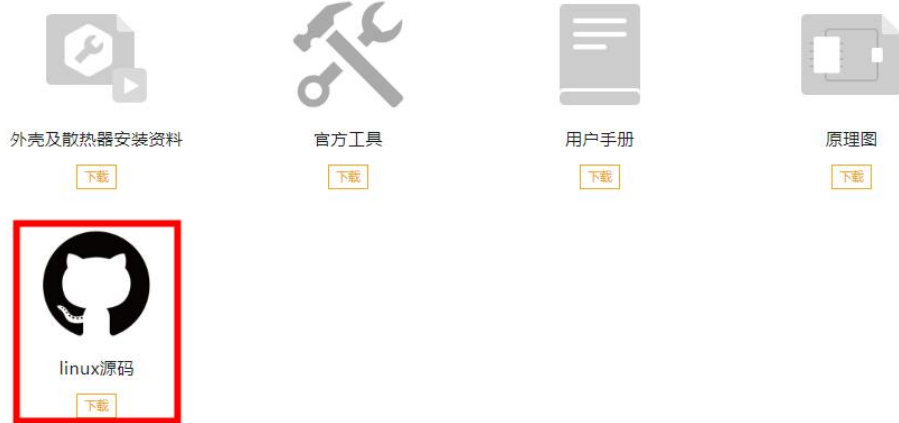 外壳及散热器安装资料
下载
官方工具
下载
用户手册
下载
原理图
下载
linux源码
下载